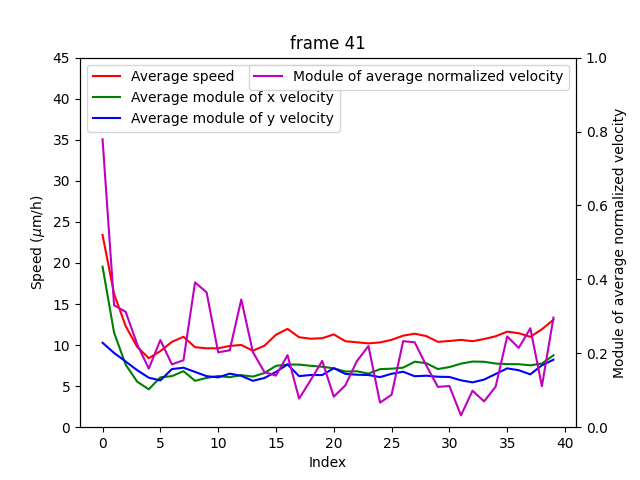 frame 41
Average speed
Average module of x velocity
Average module of y velocity
Module of average normalized velocity
Speed (μm/h)
45
40
35
30
25
20
15
10
5
0
1.0
0.8
0.6
0.4
0.2
0.0
Module of average normalized velocity
0 5 10 15 20 25 30 35 40
Index